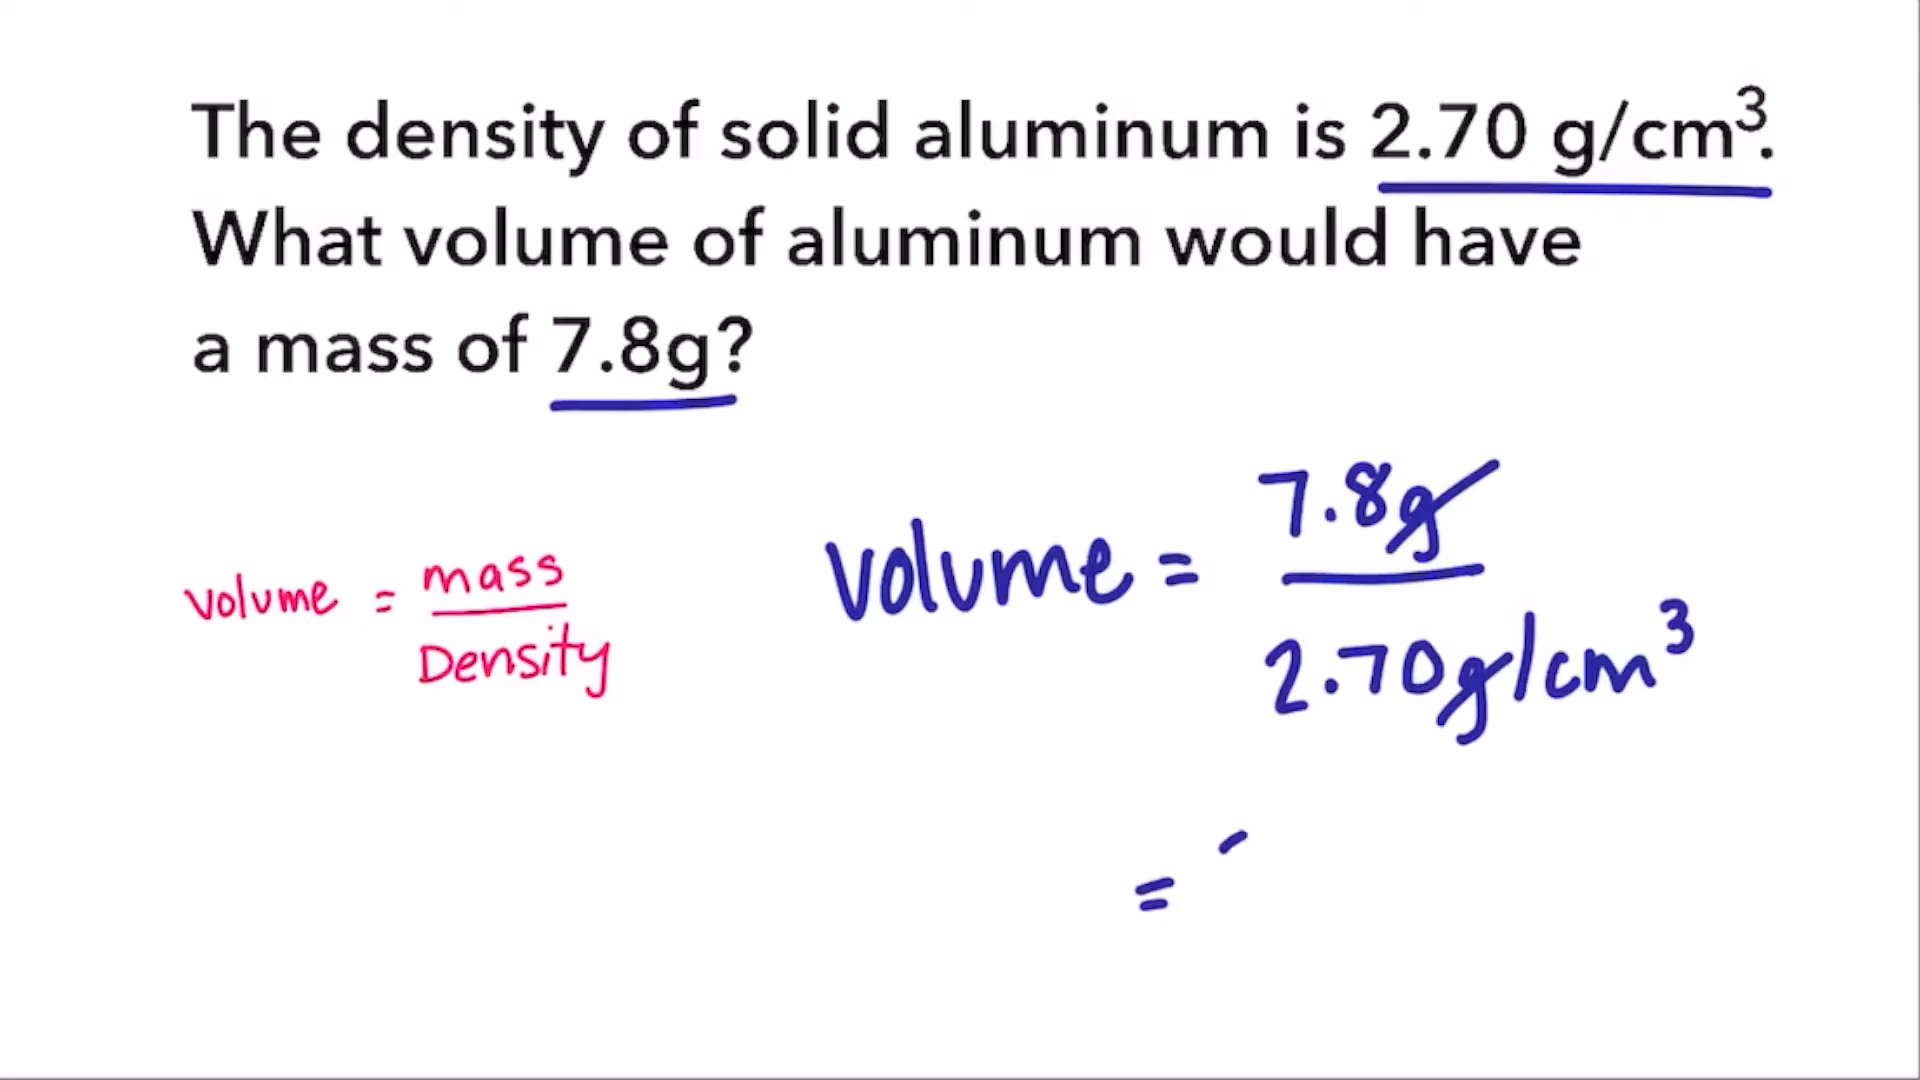 The density of solid aluminum is 2.70 g/cm³.
What volume of aluminum would have
a mass of 7.8g?
volume = mass
Density
volume = 7.8g
2.70g/cm³
=